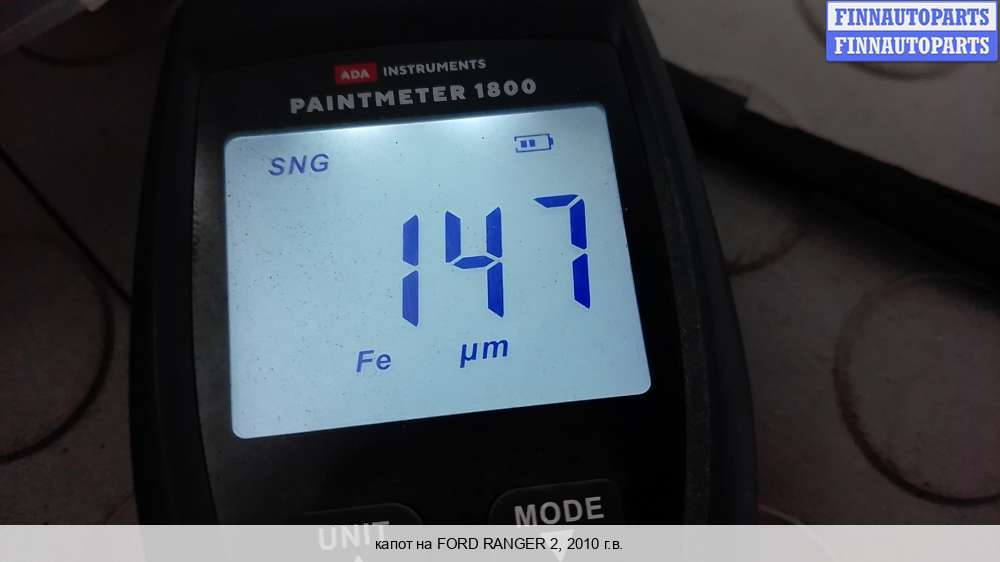 FINNAUTOPARTS
FINNAUTOPARTS
ADA INSTRUMENTS
PAINTMETER 1800
SNG
147
Fe µm
UNIT MODE
капот на FORD RANGER 2, 2010 г.в.